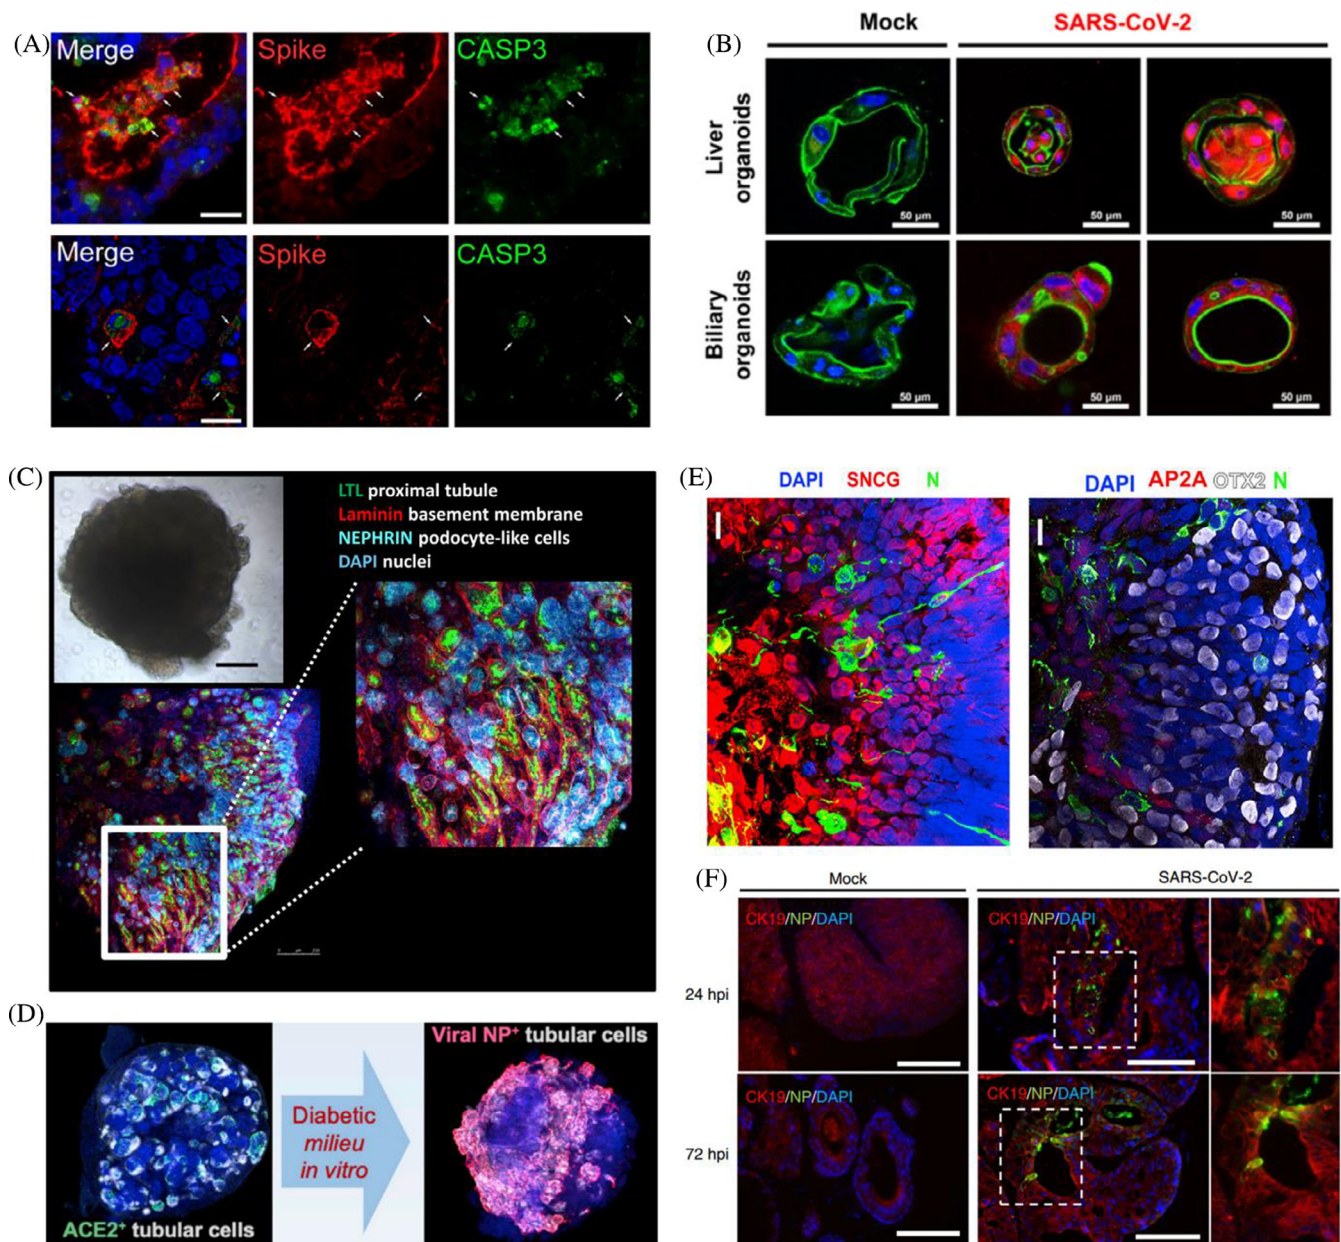 (A)
Merge
Spike
CASP3
Merge
Spike
CASP3
(B)
Mock
SARS-CoV-2
Liver
organoids
50 µm
50 µm
50 µm
Biliary
organoids
50 µm
50 µm
50 µm
(C)
LTL proximal tubule
Laminin basement membrane
NEPHRIN podocyte-like cells
DAPI nuclei
(D)
ACE2+ tubular cells
Diabetic
milieu
in vitro
Viral NP+ tubular cells
(E)
DAPI SNCG N
DAPI AP2A OTX2 N
(F)
Mock
SARS-CoV-2
24 hpi
CK19/NP/DAPI
CK19/NP/DAPI
72 hpi
CK19/NP/DAPI
CK19/NP/DAPI